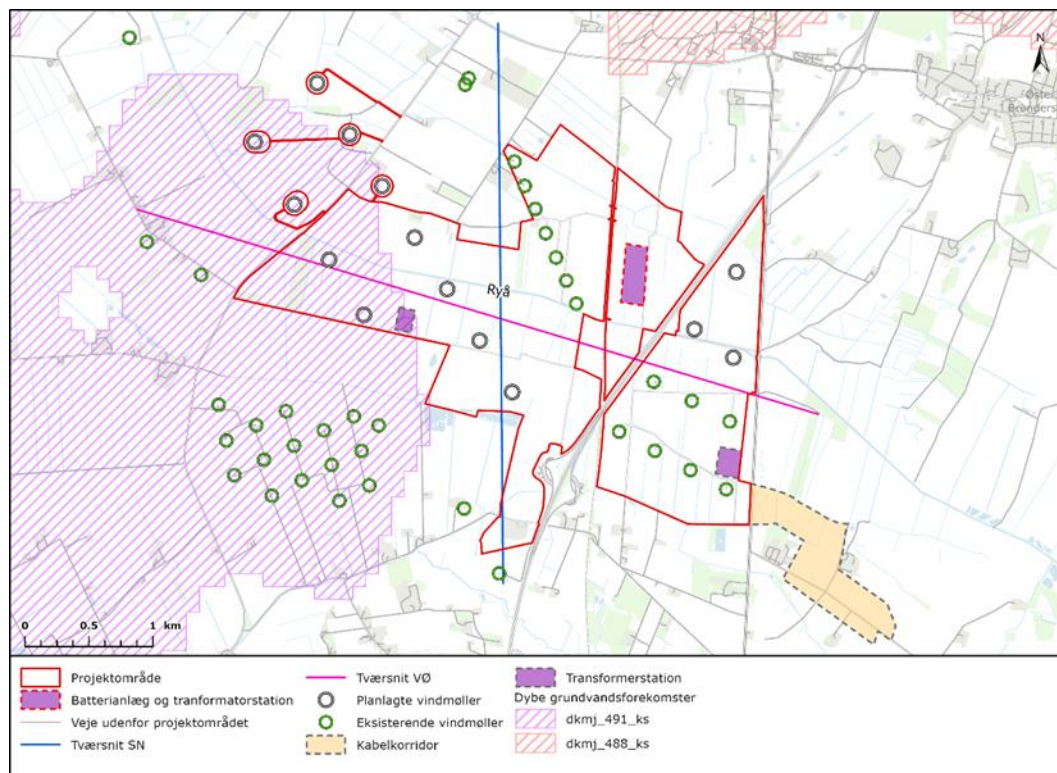 N
Øster
Brønders
Ryå
0 0.5 1 km
Projektområde
Batterianlæg og tranformatorstation
Veje udenfor projektområdet
Tværsnit SN
Tværsnit VØ
Planlagte vindmøller
Eksisterende vindmøller
Kabelkorridor
Transformerstation
Dybe grundvandsforekomster
dkmj_491_ks
dkmj_488_ks